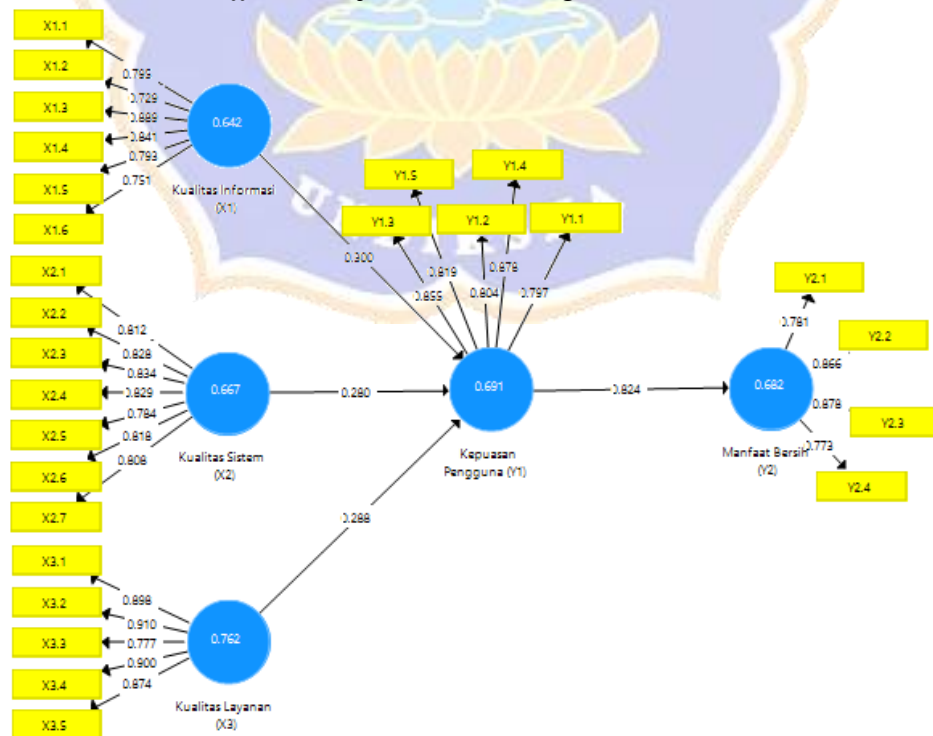 X1.1
X1.2
X1.3
X1.4
X1.5
X1.6
0.795
0.729
0.889
0.841
0.793
0.751
0.642
Kualitas Informasi
(X1)
0.300
X2.1
X2.2
X2.3
X2.4
X2.5
X2.6
X2.7
0.812
0.828
0.834
0.829
0.784
0.818
0.808
0.667
Kualitas Sistem
(X2)
0.280
X3.1
X3.2
X3.3
X3.4
X3.5
0.898
0.910
0.777
0.900
0.874
0.762
Kualitas Layanan
(X3)
0.288
Y1.5
Y1.4
Y1.3
Y1.2
Y1.1
0.819
0.878
0.855
0.804
0.797
0.691
Kepuasan
Pengguna (Y1)
0.824
Y2.1
Y2.2
Y2.3
Y2.4
0.781
0.866
0.878
0.773
0.682
Manfaat Bersih
(Y2)